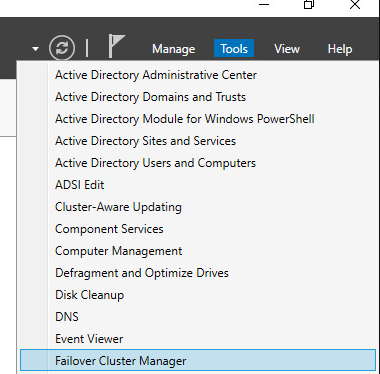 Manage Tools View Help
Active Directory Administrative Center
Active Directory Domains and Trusts
Active Directory Module for Windows PowerShell
Active Directory Sites and Services
Active Directory Users and Computers
ADSI Edit
Cluster-Aware Updating
Component Services
Computer Management
Defragment and Optimize Drives
Disk Cleanup
DNS
Event Viewer
Failover Cluster Manager